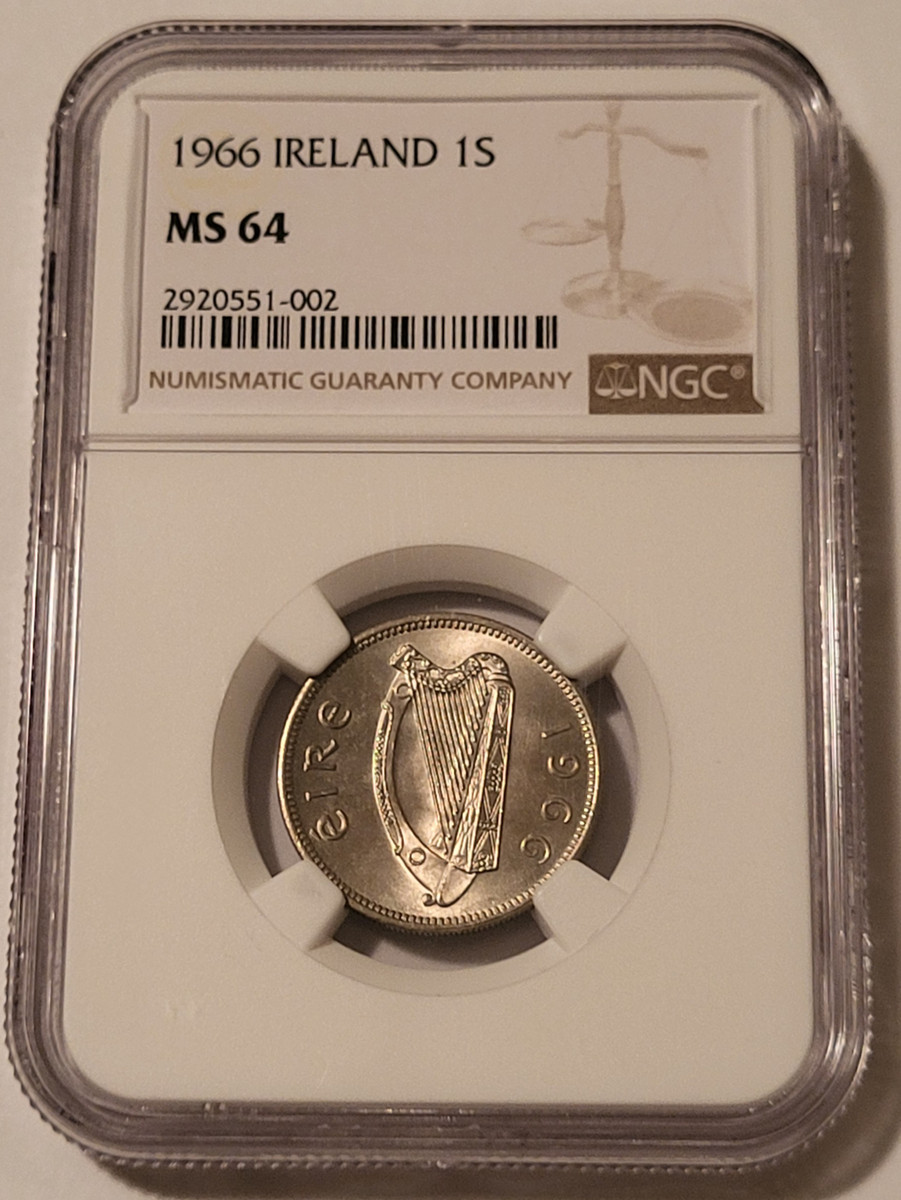 1966 IRELAND 1S
MS 64
2920551-002
NUMISMATIC GUARANTY COMPANY
NGC®
éIRe
1966